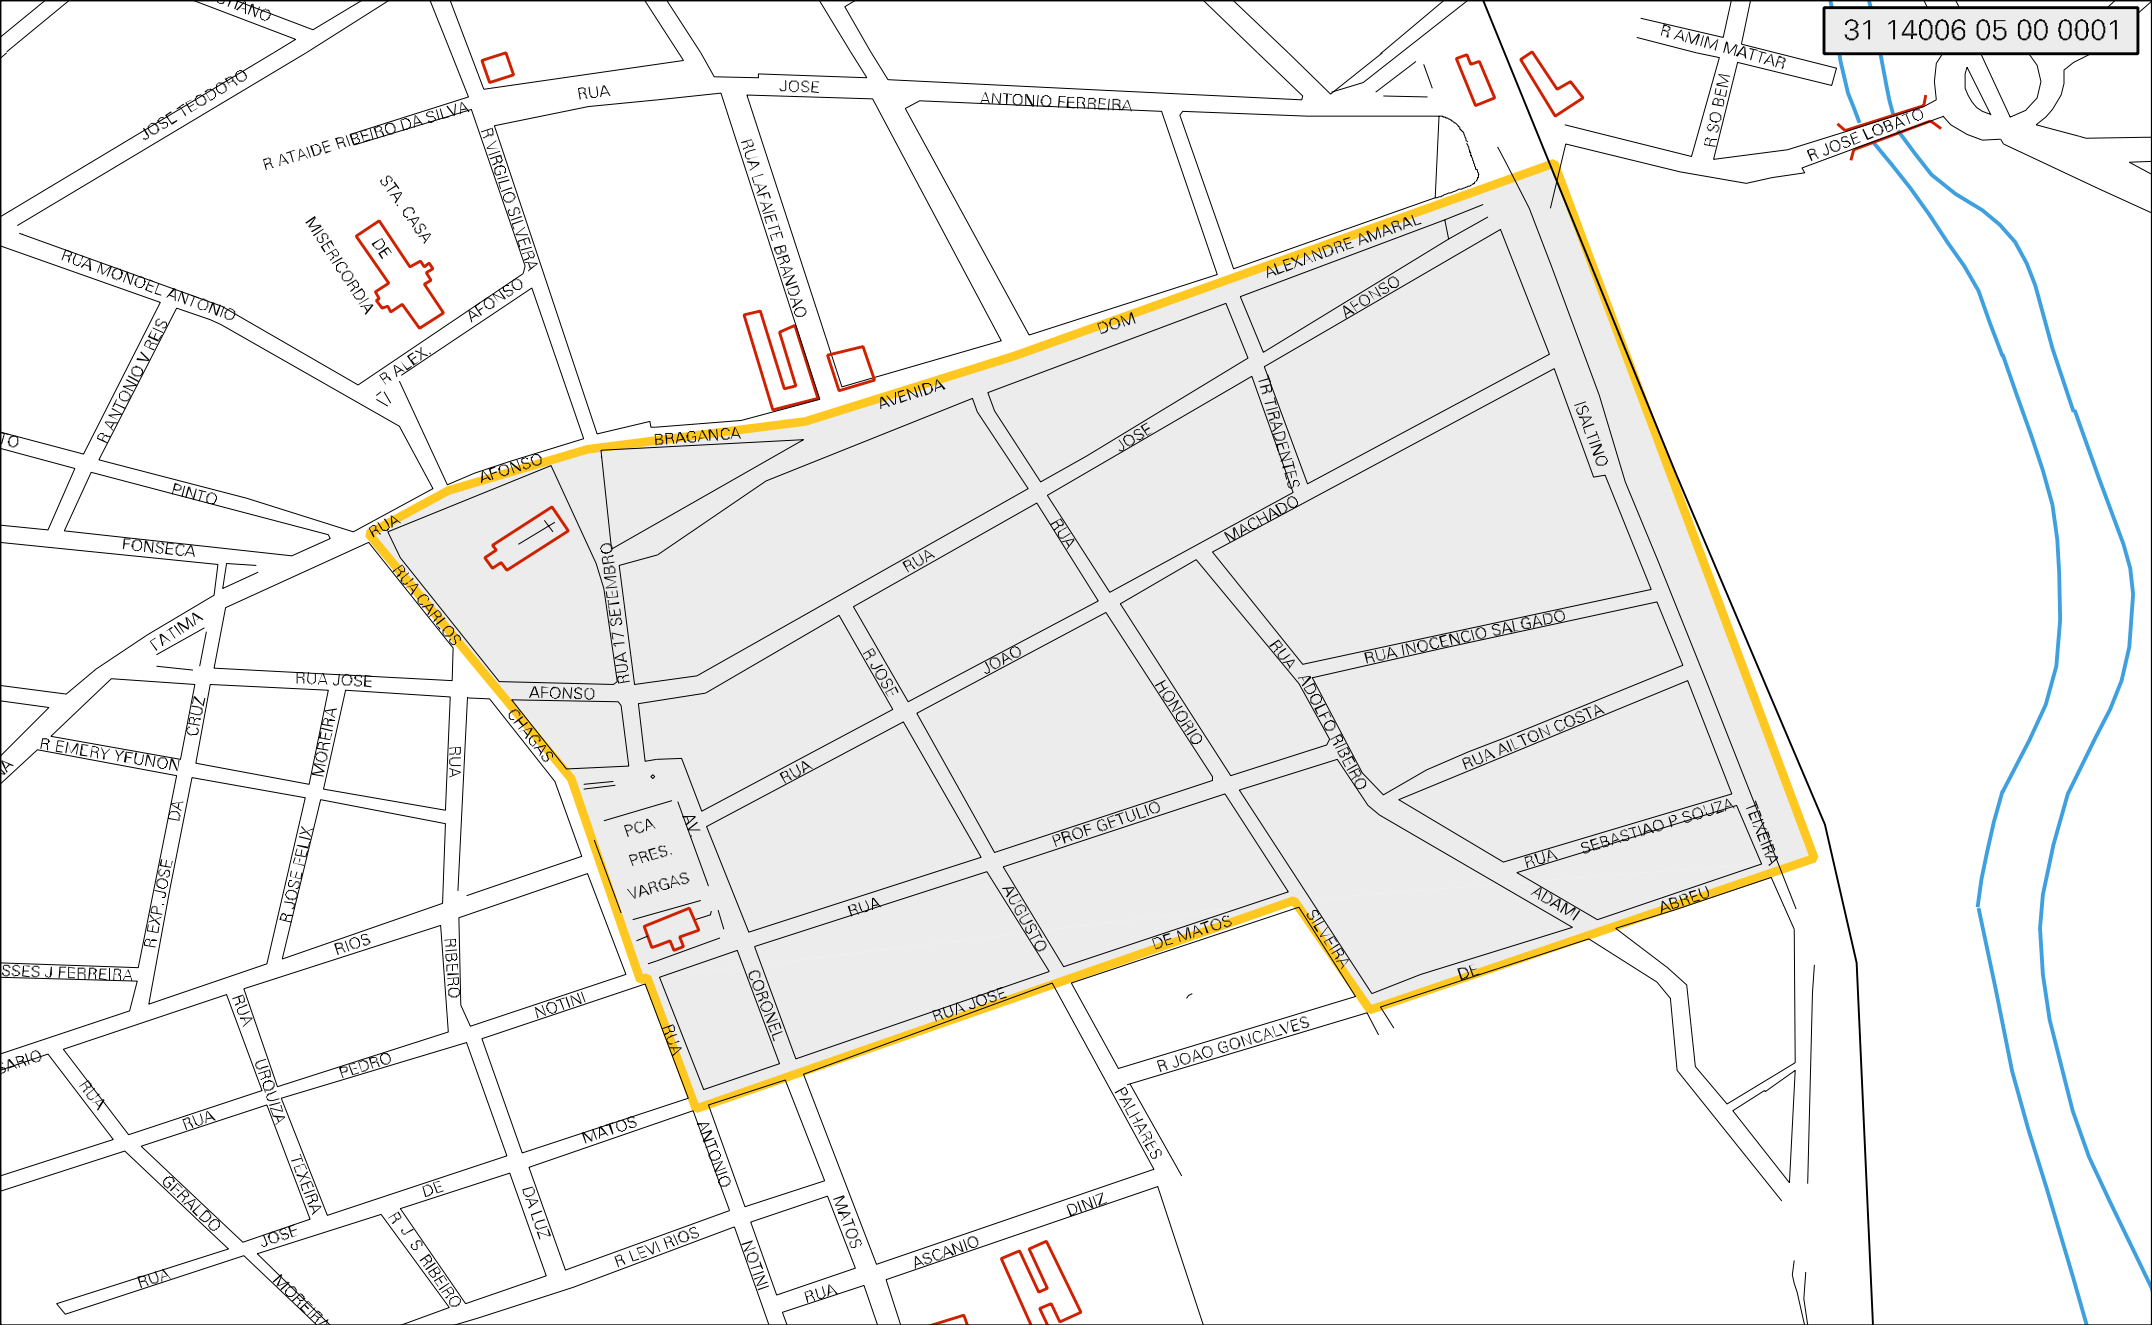 31 14006 05 00 0001
R AMIM MATTAR
JOSE TEODORO
RUA
JOSE
ANTONIO FERREIRA
R SO BEM
R JOSE LOBATO
R ATAIDE RIBEIRO DA SILVA
R VIRGILIO SILVEIRA
RUA LAFAIETE BRANDAO
STA. CASA
DE
MISERICORDIA
RUA MONOEL ANTONIO
R ANTONIO V REIS
R ALEX.
AFONSO
ALEXANDRE AMARAL
AFONSO
DOM
AVENIDA
BRAGANCA
AFONSO
RUA
TR TIRADENTES
ISALTINO
JOSE
TO
PINTO
FONSECA
MACHADO
RUA
RUA
RUA CARLOS
RUA 17 SETEMBRO
FATIMA
RUA JOSE
AFONSO
R JOSE
JOAO
RUA INOCENCIO SALGADO
RUA
ADOLFO RIBEIRO
HONORIO
CHAGAS
CRUZ
MOREIRA
RUA
R EMERY YFUNON
RUA AILTON COSTA
RUA
PROF GETULIO
TEIXEIRA
RUA SEBASTIAO P SOUZA
PCA
PRES.
VARGAS
AV
DA
R JOSE FELIX
R EXP. JOSE
RUA
AUGUSTO
ADAMI
ABREU
DE MATOS
SILVEIRA
DE
SSES J FERREIRA
RIOS
RIBEIRO
NOTINI
CORONEL
RUA JOSE
RUA
RUA
URQUIZA
TEXEIRA
PEDRO
R JOAO GONCALVES
PALHARES
SARIO
RUA
RUA
MATOS
ANTONIO
GERALDO
DE
JOSE
RUA
R J S RIBEIRO
DA LUZ
R LEVI RIOS
NOTINI
MATOS
RUA
ASCANIO
DINIZ
MOREIRA